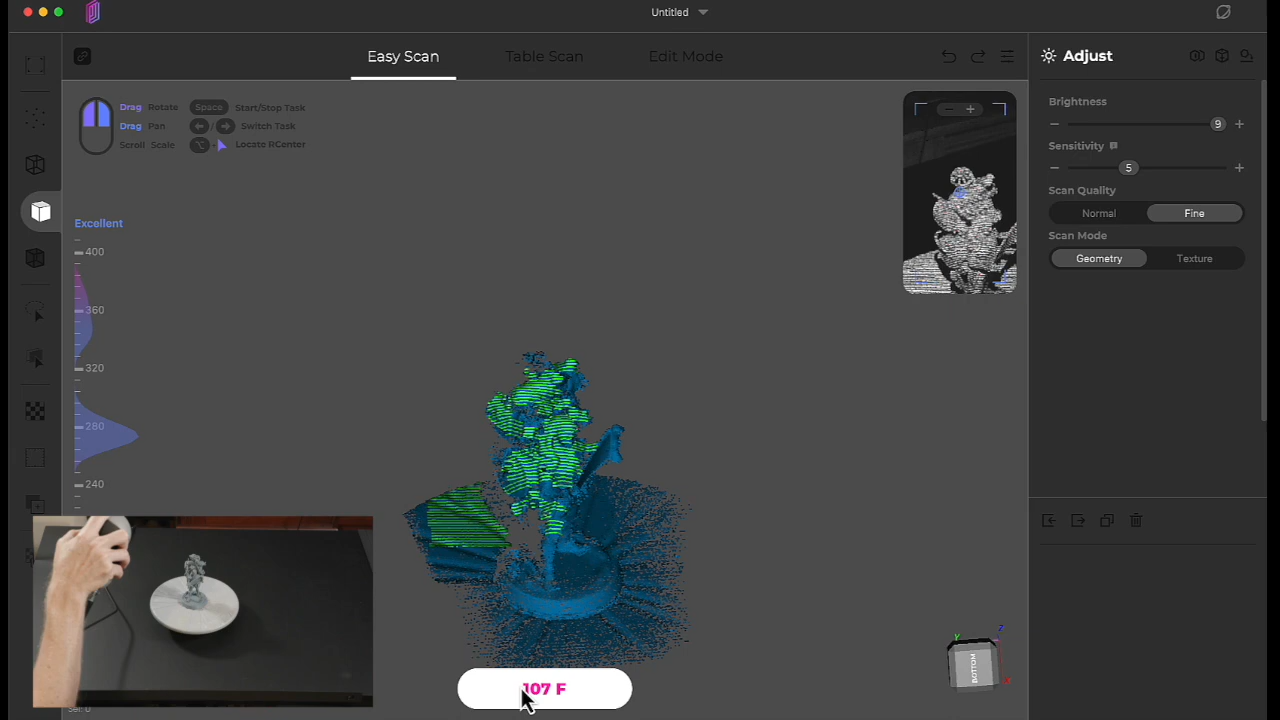 Untitled
Easy Scan
Table Scan
Edit Mode
Adjust
Drag Rotate
Space Start/Stop Task
Drag Pan
Switch Task
Scroll Scale
Locate RCenter
Brightness
9
Sensitivity
5
Scan Quality
Normal
Fine
Scan Mode
Geometry
Texture
Excellent
400
360
320
280
240
107 F
Y
Z
BOTTOM